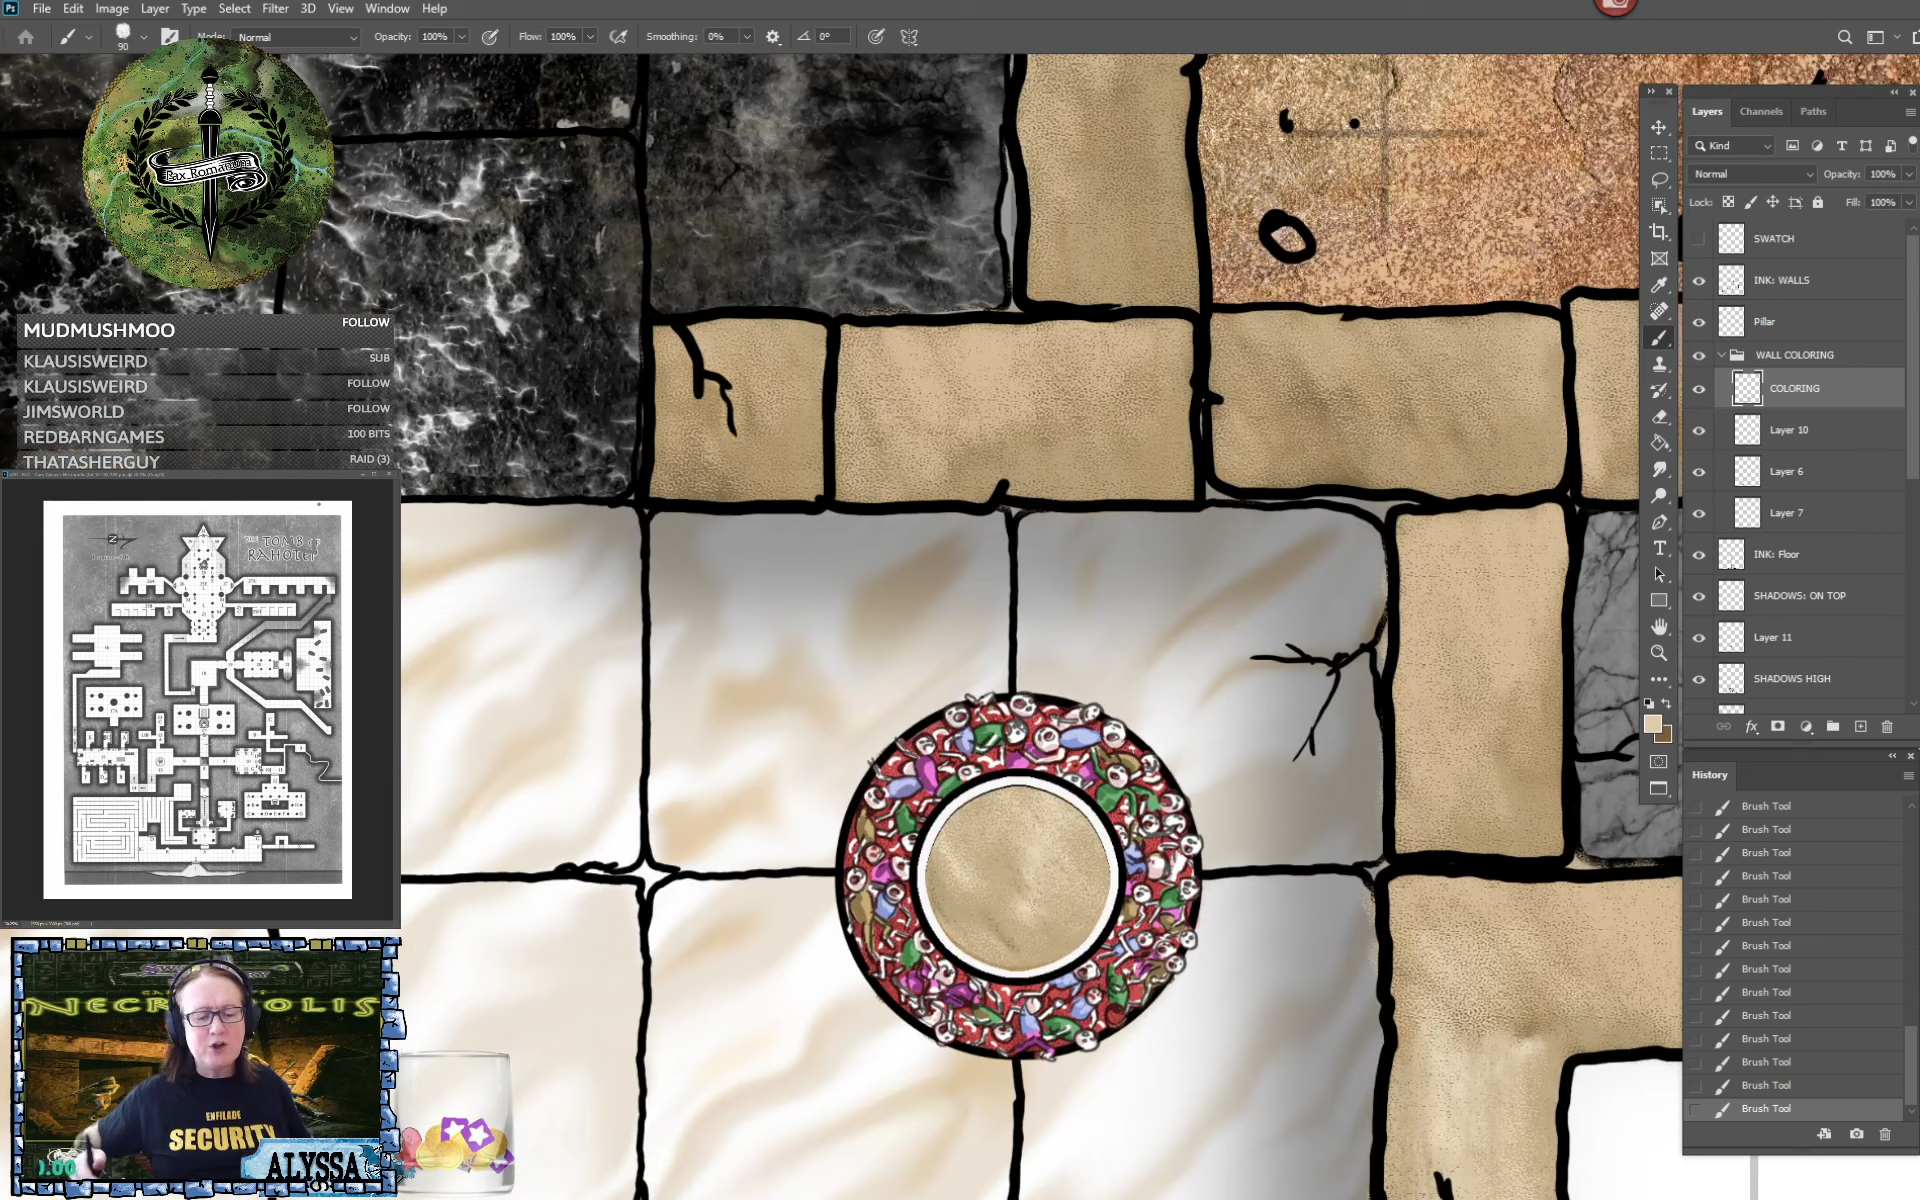 Ps File Edit Image Layer Type Select Filter 3D View Window Help
90 Mode: Normal Opacity: 100% Flow: 100% Smoothing: 0% 0°
Pax Romana
MUDMUSHMOO FOLLOW
KLAUSISWEIRD SUB
KLAUSISWEIRD FOLLOW
JIMSWORLD FOLLOW
REDBARNGAMES 100 BITS
THATASHERGUY RAID (3)
THE TOMB OF
RAHOTEP
NECROPOLIS
ENFILADE
SECURITY
ALYSSA
Layers Channels Paths
Kind
Normal Opacity: 100%
Lock: Fill: 100%
SWATCH
INK: WALLS
Pillar
WALL COLORING
COLORING
Layer 10
Layer 6
Layer 7
INK: Floor
SHADOWS: ON TOP
Layer 11
SHADOWS HIGH
History
Brush Tool
Brush Tool
Brush Tool
Brush Tool
Brush Tool
Brush Tool
Brush Tool
Brush Tool
Brush Tool
Brush Tool
Brush Tool
Brush Tool
Brush Tool
Brush Tool